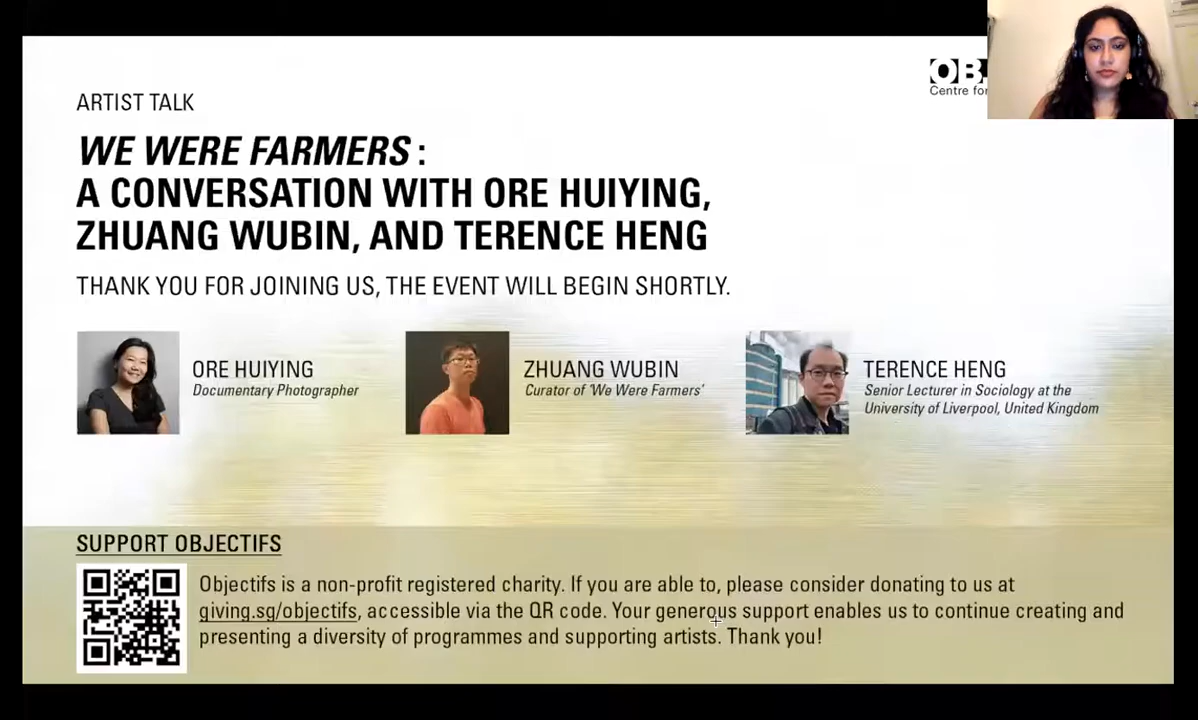 OB
Centre for
ARTIST TALK
WE WERE FARMERS :
A CONVERSATION WITH ORE HUIYING,
ZHUANG WUBIN, AND TERENCE HENG
THANK YOU FOR JOINING US, THE EVENT WILL BEGIN SHORTLY.
ORE HUIYING
Documentary Photographer
ZHUANG WUBIN
Curator of ‘We Were Farmers’
TERENCE HENG
Senior Lecturer in Sociology at the
University of Liverpool, United Kingdom
SUPPORT OBJECTIFS
Objectifs is a non-profit registered charity. If you are able to, please consider donating to us at
giving.sg/objectifs, accessible via the QR code. Your generous support enables us to continue creating and
presenting a diversity of programmes and supporting artists. Thank you!